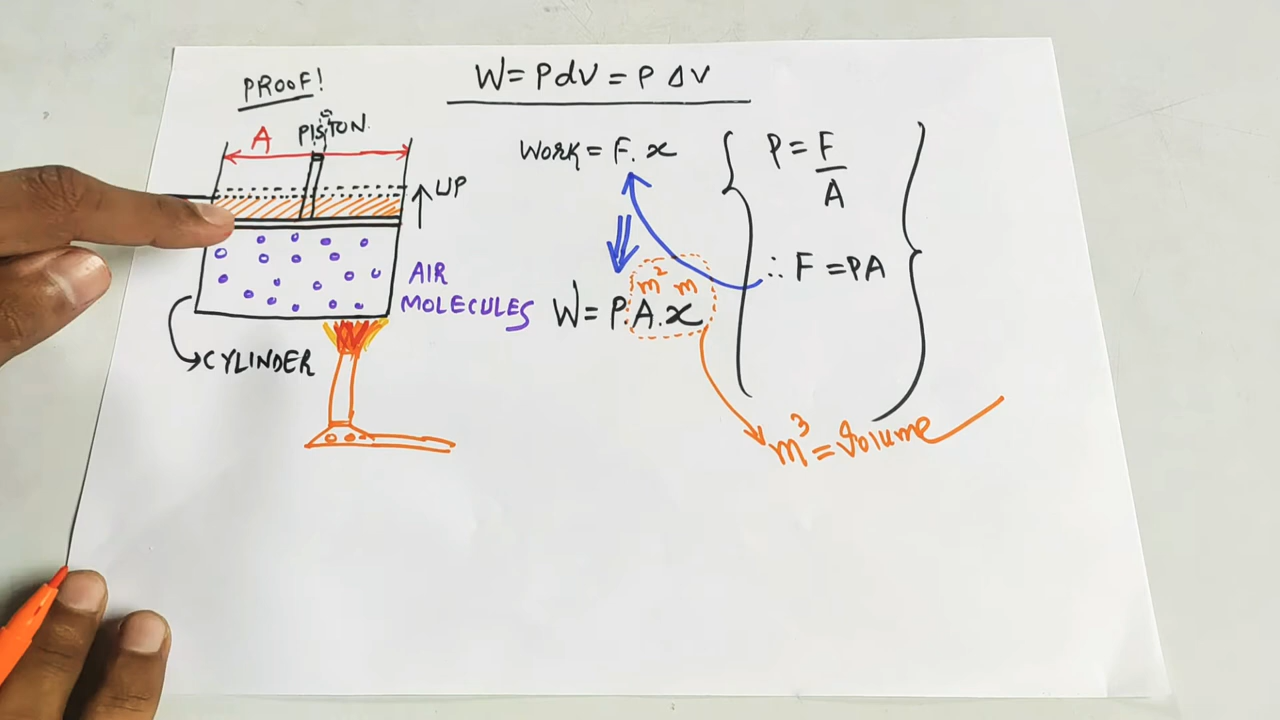 PROOF!
W = PdV = P ΔV
A
PISTON
UP
AIR
MOLECULES
CYLINDER
WORK = F. x
P = F/A
∴ F = PA
m² m
W = P.A.x
m³ = Volume